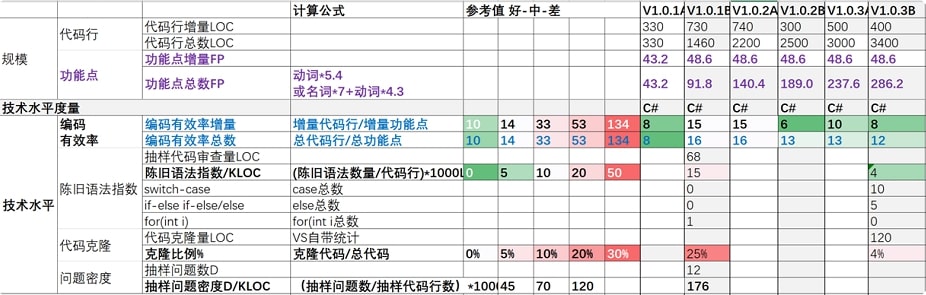 计算公式 参考值 好-中-差 V1.0.1A V1.0.1B V1.0.2A V1.0.2B V1.0.3A V1.0.3B
规模 代码行 代码行增量LOC 330 730 740 300 500 400
代码行总数LOC 330 1460 2200 2500 3000 3400
功能点 功能点增量FP 43.2 48.6 48.6 48.6 48.6 48.6
功能点总数FP 动词*5.4 43.2 91.8 140.4 189.0 237.6 286.2
或名词*7+动词*4.3
技术水平度量 C# C# C# C# C# C#
技术水平 编码 编码有效率增量 增量代码行/增量功能点 10 14 33 53 134 8 15 15 6 10 8
有效率 编码有效率总数 总代码行/总功能点 10 14 33 53 134 8 16 16 13 13 12
陈旧语法指数 抽样代码审查量LOC 68
陈旧语法指数/KLOC (陈旧语法数量/代码行)*1000L 0 5 10 20 50 15 4
switch-case case总数 0 10
if-else if-else/else else总数 0 5
for(int i) for(int i总数 1 0
代码克隆 代码克隆量LOC VS自带统计 120
克隆比例% 克隆代码/总代码 0% 5% 10% 20% 30% 25% 4%
问题密度 抽样问题数D 12
抽样问题密度D/KLOC （抽样问题数/抽样代码行数）*1000 45 70 120 176